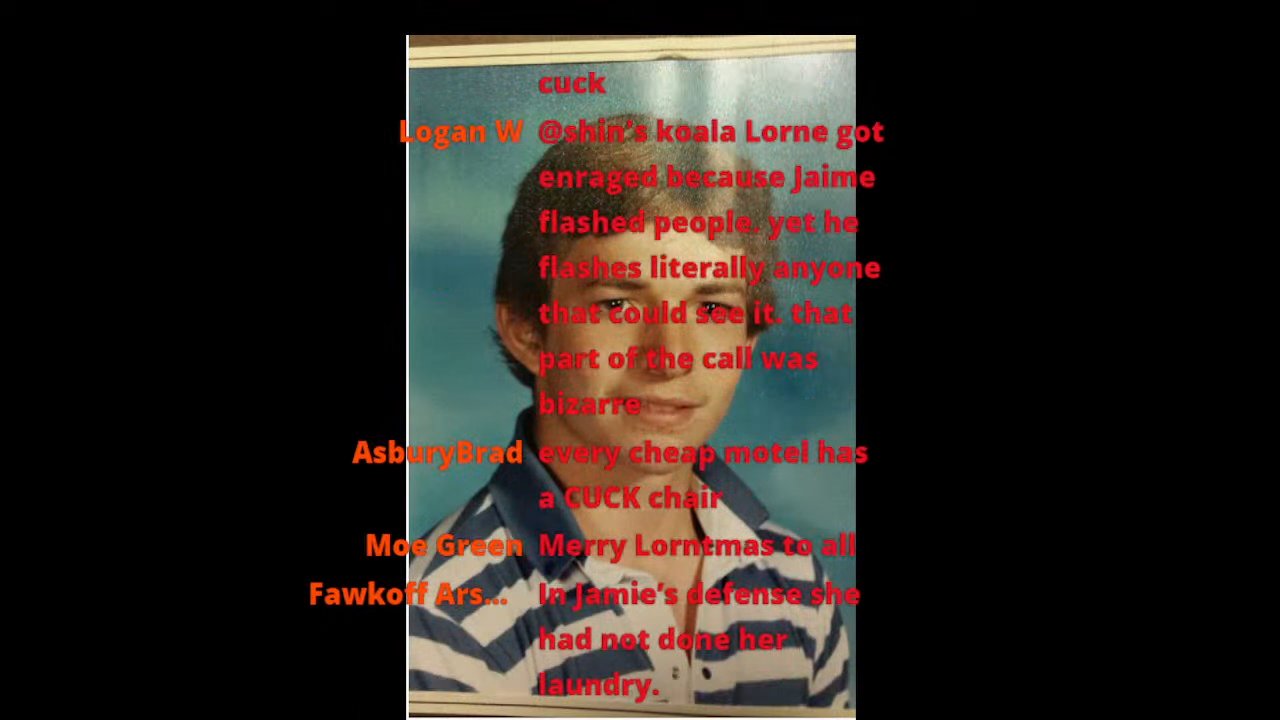 cuck
Logan W @shin's koala Lorne got
enraged because Jaime
flashed people. yet he
flashes literally anyone
that could see it. that
part of the call was
bizarre
AsburyBrad every cheap motel has
a CUCK chair
Moe Green Merry Lorntmas to all
Fawkoff Ars... In Jamie's defense she
had not done her
laundry.